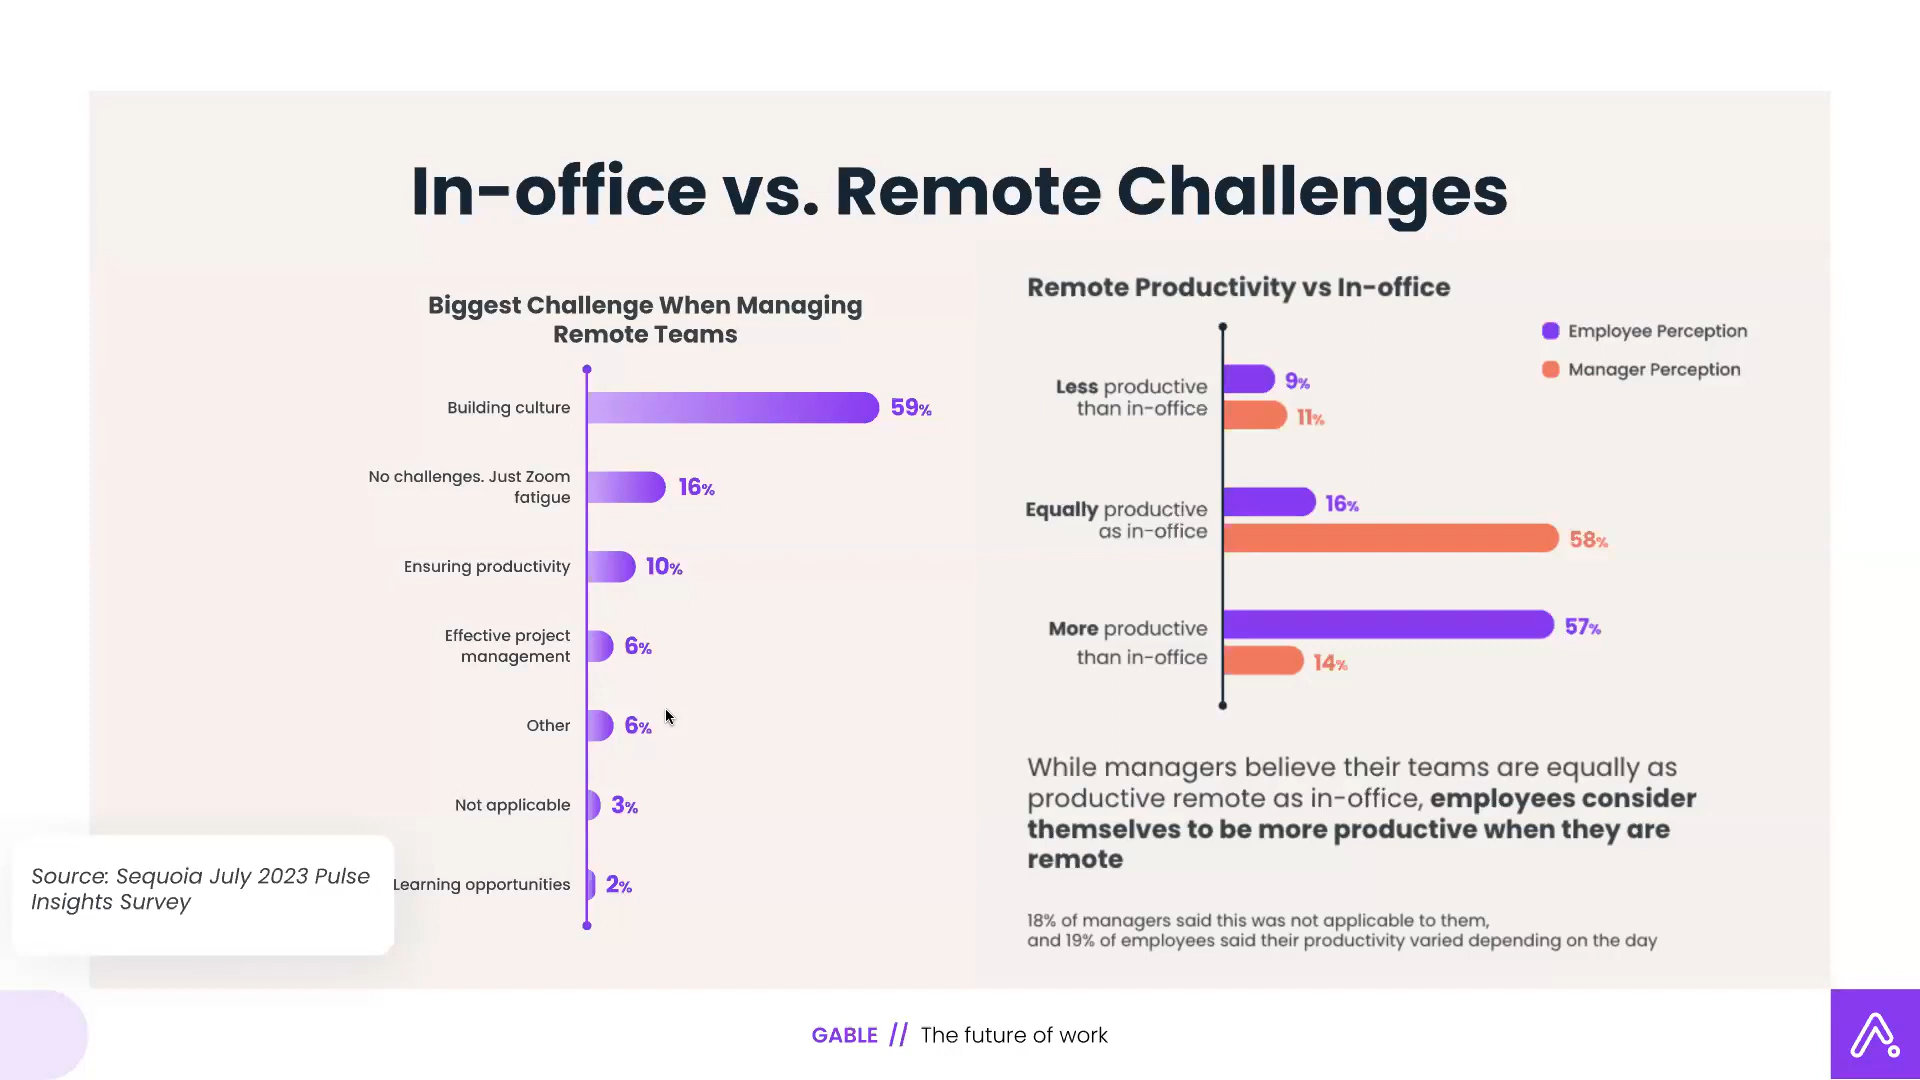 In-office vs. Remote Challenges
Biggest Challenge When Managing
Remote Teams
Building culture
59%
No challenges. Just Zoom
fatigue
16%
Ensuring productivity
10%
Effective project
management
6%
Other
6%
Not applicable
3%
Learning opportunities
2%
Source: Sequoia July 2023 Pulse
Insights Survey
Remote Productivity vs In-office
Employee Perception
Manager Perception
Less productive
than in-office
9%
11%
Equally productive
as in-office
16%
58%
More productive
than in-office
57%
14%
While managers believe their teams are equally as
productive remote as in-office, employees consider
themselves to be more productive when they are
remote
18% of managers said this was not applicable to them,
and 19% of employees said their productivity varied depending on the day
GABLE // The future of work